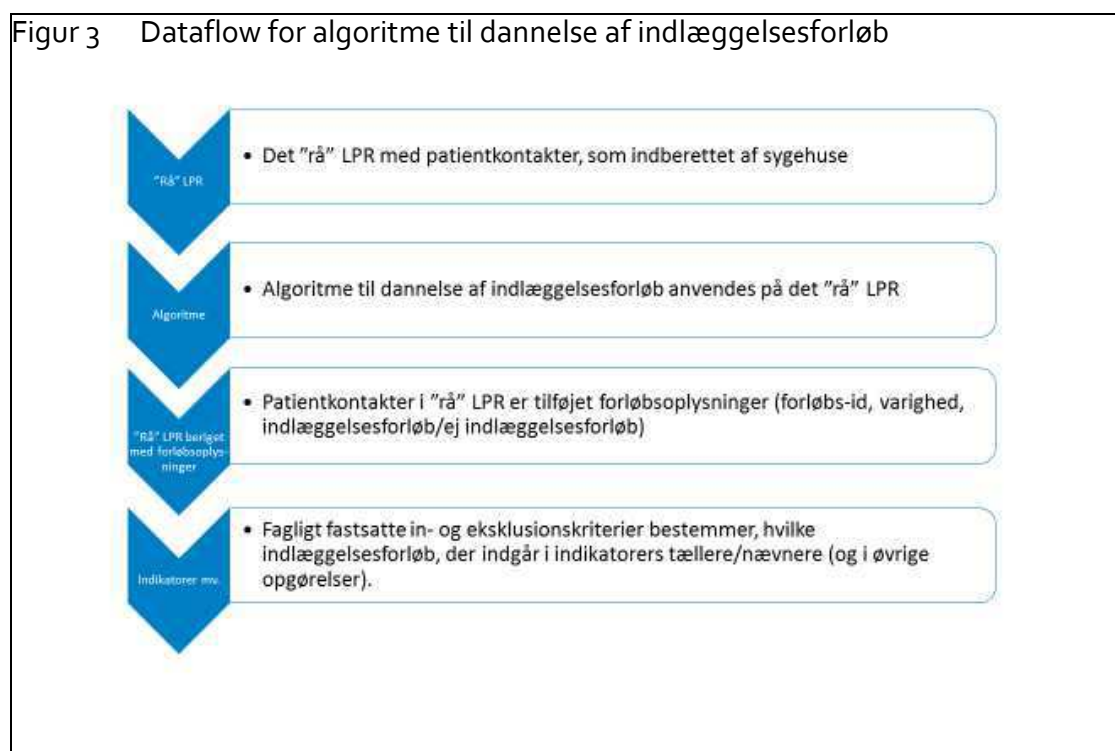 Figur 3 Dataflow for algoritme til dannelse af indlæggelsesforløb
"Rå" LPR
• Det "rå" LPR med patientkontakter, som indberettet af sygehuse
Algoritme
• Algoritme til dannelse af indlæggelsesforløb anvendes på det "rå" LPR
"Rå" LPR beriget
med forløbsoplys-
ninger
• Patientkontakter i "rå" LPR er tilføjet forløbsoplysninger (forløbs-id, varighed,
indlæggelsesforløb/ej indlæggelsesforløb)
Indikatorer mv.
• Fagligt fastsatte in- og eksklusionskriterier bestemmer, hvilke
indlæggelsesforløb, der indgår i indikatorers tællere/nævnere (og i øvrige
opgørelser).